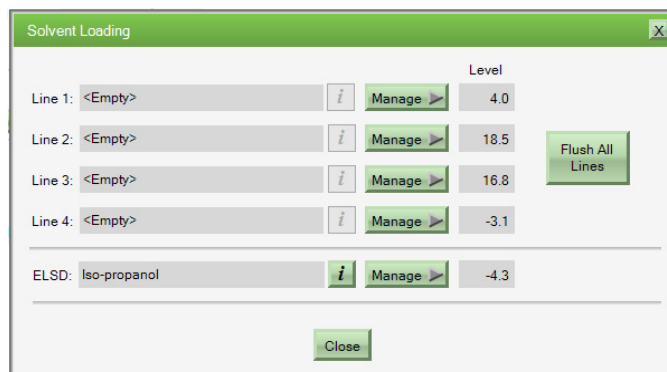 Solvent Loading X
Level
Line 1: <Empty> i Manage 4.0
Line 2: <Empty> i Manage 18.5
Flush All
Lines
Line 3: <Empty> i Manage 16.8
Line 4: <Empty> i Manage -3.1
ELSD: Iso-propanol i Manage -4.3
Close